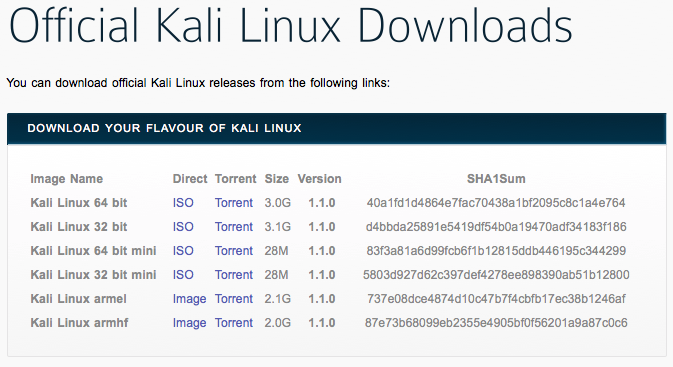 Official Kali Linux Downloads
You can download official Kali Linux releases from the following links:
DOWNLOAD YOUR FLAVOUR OF KALI LINUX
Image Name Direct Torrent Size Version SHA1Sum
Kali Linux 64 bit ISO Torrent 3.0G 1.1.0 40a1fd1d4864e7fac70438a1bf2095c8c1a4e764
Kali Linux 32 bit ISO Torrent 3.1G 1.1.0 d4bbda25891e5419df54b0a19470adf34183f186
Kali Linux 64 bit mini ISO Torrent 28M 1.1.0 83f3a81a6d99fcb6f1b12815ddb446195c344299
Kali Linux 32 bit mini ISO Torrent 28M 1.1.0 5803d927d62c397def4278ee898390ab51b12800
Kali Linux armel Image Torrent 2.1G 1.1.0 737e08dce4874d10c47b7f4cbfb17ec38b1246af
Kali Linux armhf Image Torrent 2.0G 1.1.0 87e73b68099eb2355e4905bf0f56201a9a87c0c6